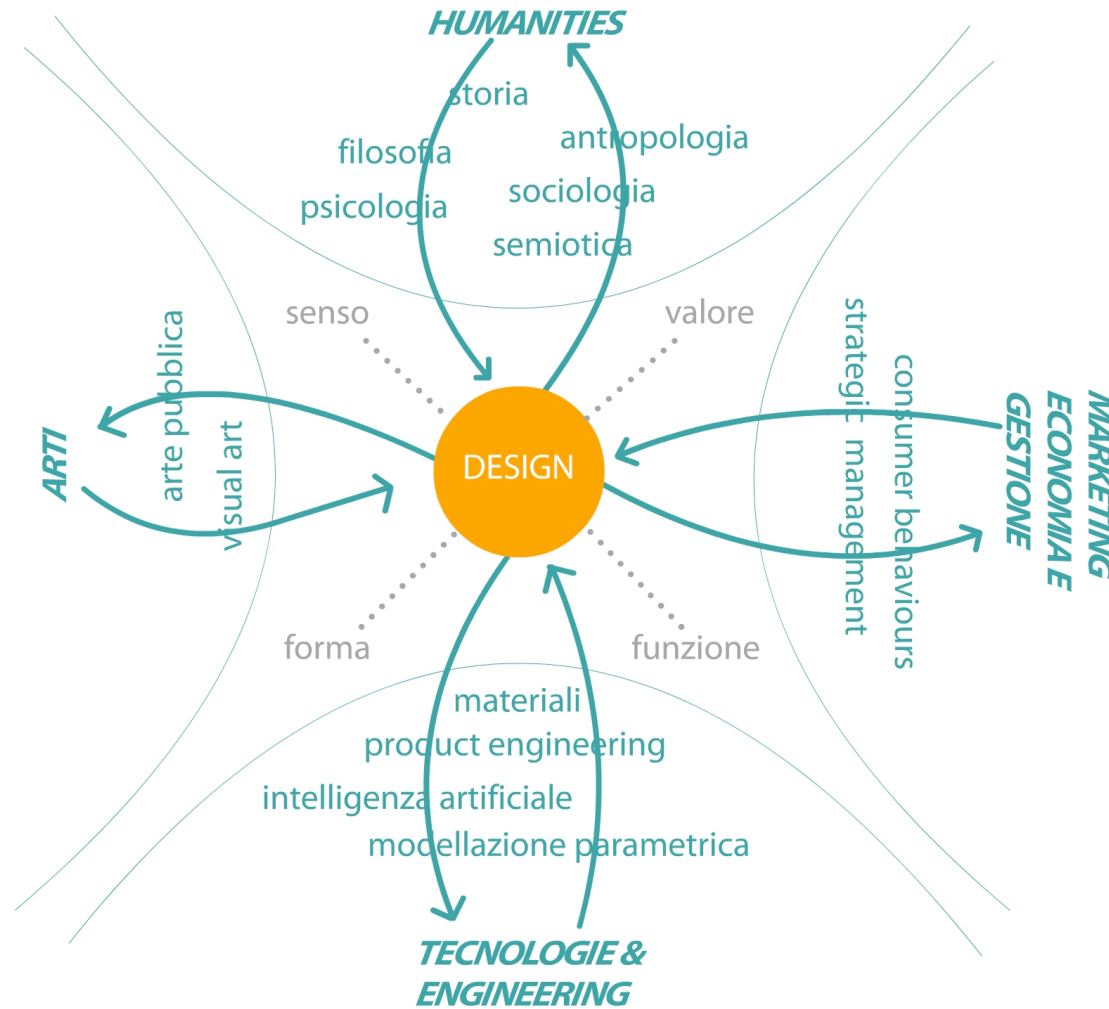 HUMANITIES
storia
filosofia
antropologia
psicologia
sociologia
semiotica
senso
valore
ARTI
arte pubblica
visual art
DESIGN
strategic management
consumer behaviours
MARKETING
ECONOMIA E
GESTIONE
forma
funzione
materiali
product engineering
intelligenza artificiale
modellazione parametrica
TECNOLOGIE &
ENGINEERING